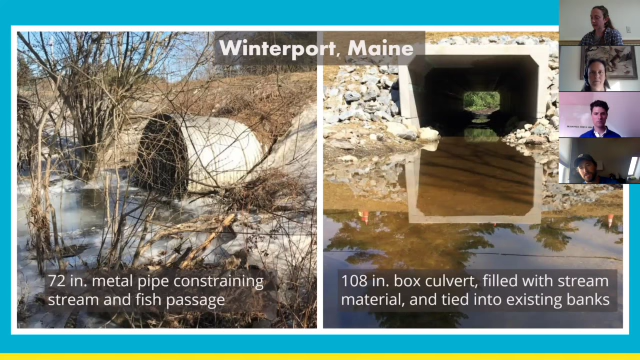 Winterport, Maine
72 in. metal pipe constraining
stream and fish passage
108 in. box culvert, filled with stream
material, and tied into existing banks